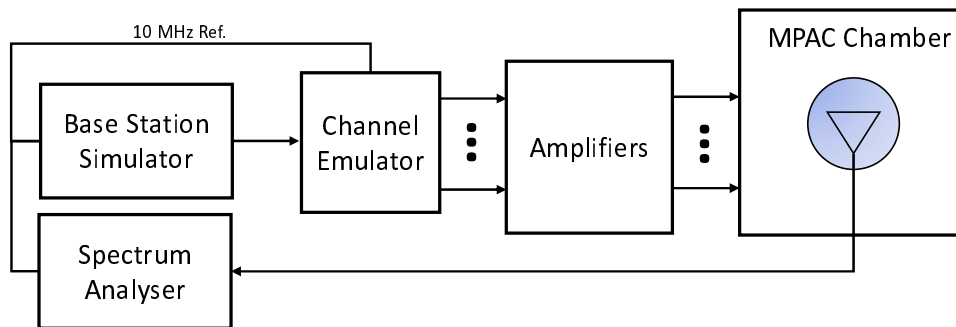 10 MHz Ref.
MPAC Chamber
Base Station
Simulator
Channel
Emulator
Amplifiers
Spectrum
Analyser